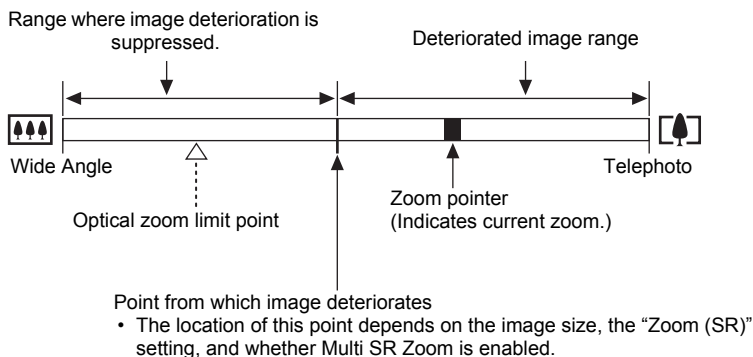 Range where image deterioration is
suppressed.
Deteriorated image range
Wide Angle
Telephoto
Optical zoom limit point
Zoom pointer
(Indicates current zoom.)
Point from which image deteriorates
• The location of this point depends on the image size, the “Zoom (SR)”
setting, and whether Multi SR Zoom is enabled.